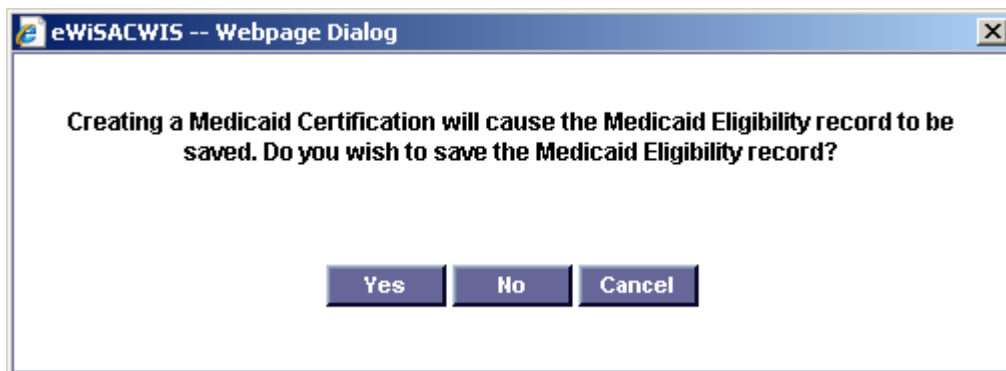 eWiSACWIS -- Webpage Dialog
Creating a Medicaid Certification will cause the Medicaid Eligibility record to be
saved. Do you wish to save the Medicaid Eligibility record?
Yes No Cancel